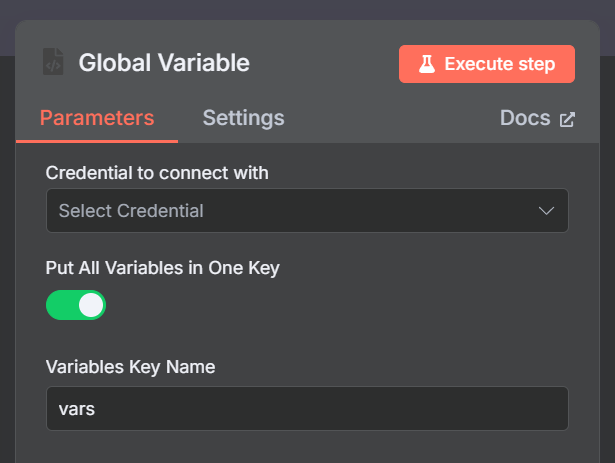 Global Variable
Execute step
Parameters
Settings
Docs
Credential to connect with
Select Credential
Put All Variables in One Key
Variables Key Name
vars